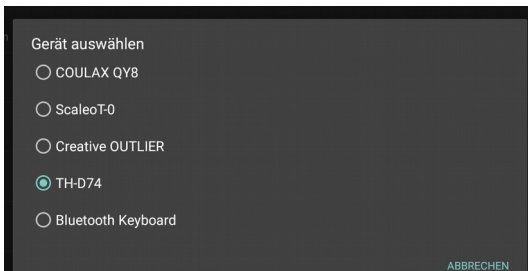 Gerät auswählen
COULAX QY8
ScaleoT-0
Creative OUTLIER
TH-D74
Bluetooth Keyboard
ABBRECHEN